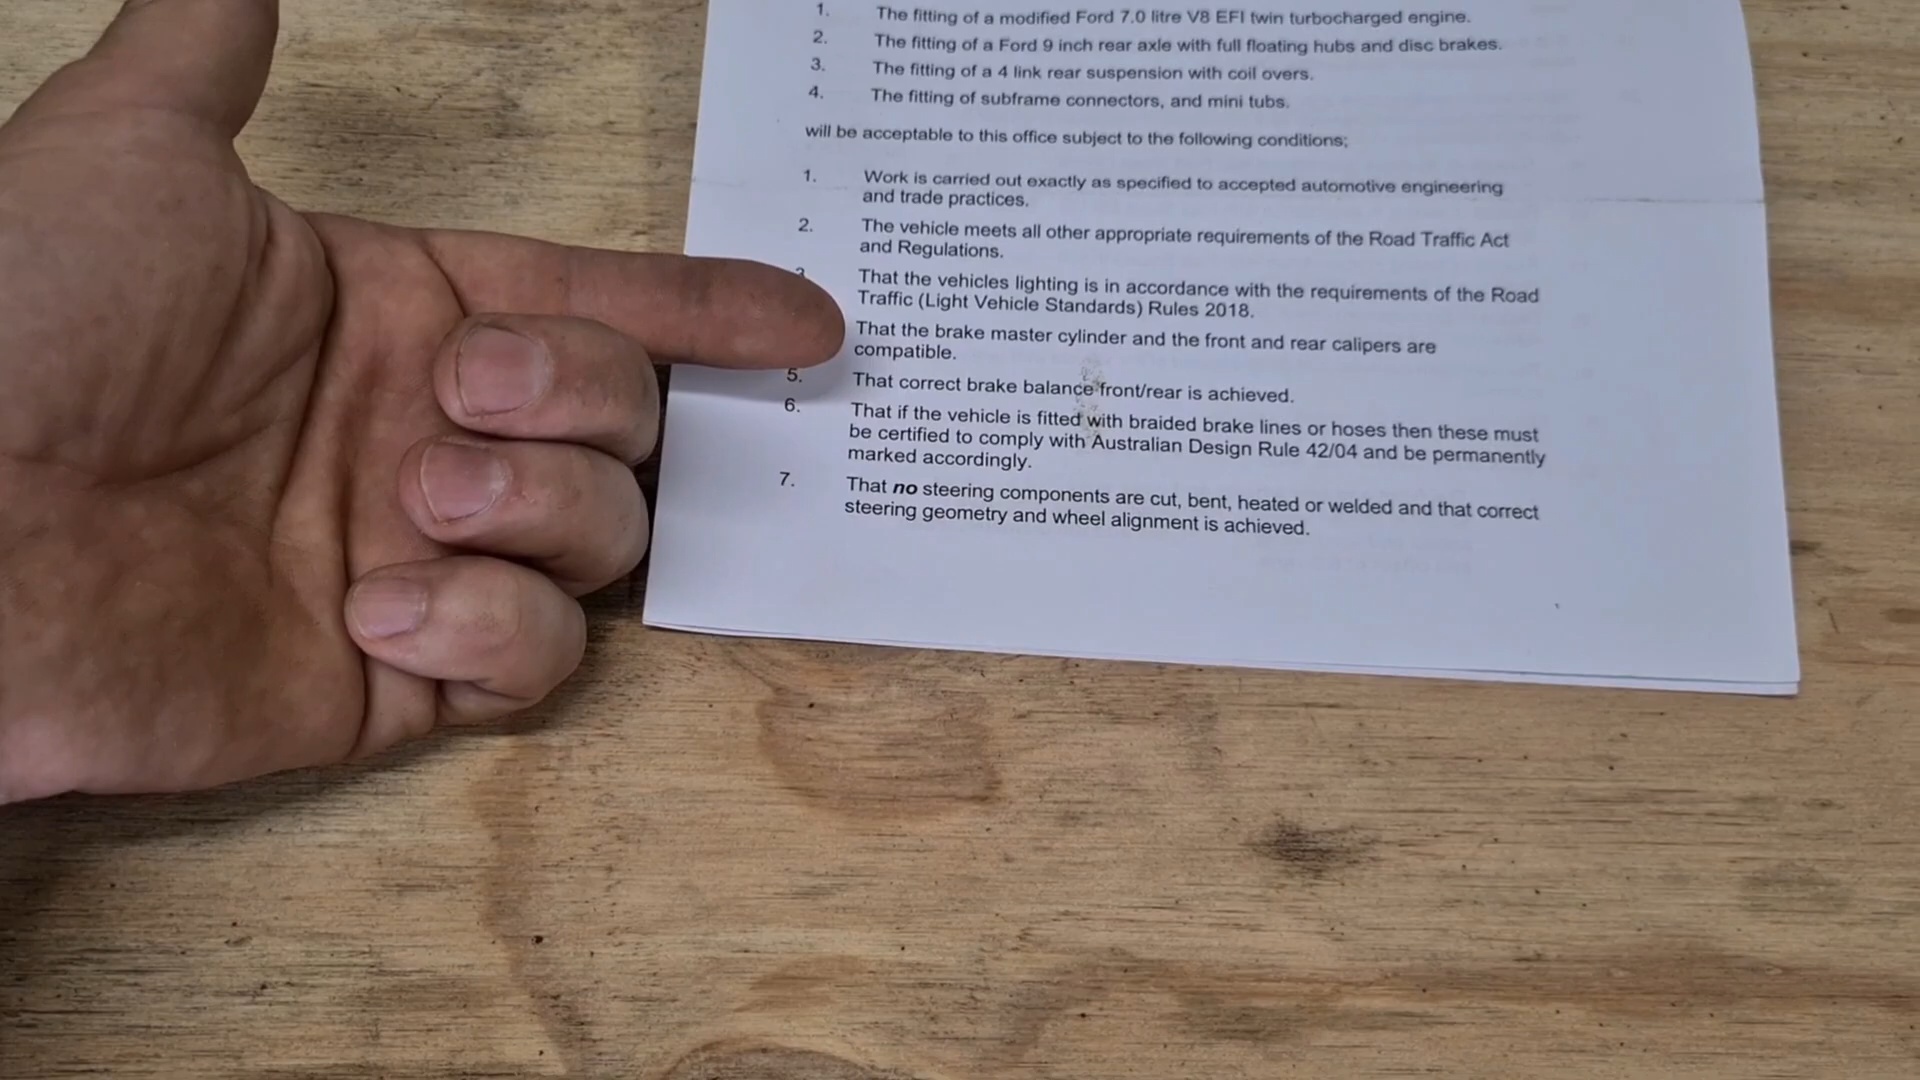 1. The fitting of a modified Ford 7.0 litre V8 EFI twin turbocharged engine.
2. The fitting of a Ford 9 inch rear axle with full floating hubs and disc brakes.
3. The fitting of a 4 link rear suspension with coil overs.
4. The fitting of subframe connectors, and mini tubs.
will be acceptable to this office subject to the following conditions;
1. Work is carried out exactly as specified to accepted automotive engineering
and trade practices.
2. The vehicle meets all other appropriate requirements of the Road Traffic Act
and Regulations.
That the vehicles lighting is in accordance with the requirements of the Road
Traffic (Light Vehicle Standards) Rules 2018.
That the brake master cylinder and the front and rear calipers are
compatible.
5. That correct brake balance front/rear is achieved.
6. That if the vehicle is fitted with braided brake lines or hoses then these must
be certified to comply with Australian Design Rule 42/04 and be permanently
marked accordingly.
7. That no steering components are cut, bent, heated or welded and that correct
steering geometry and wheel alignment is achieved.